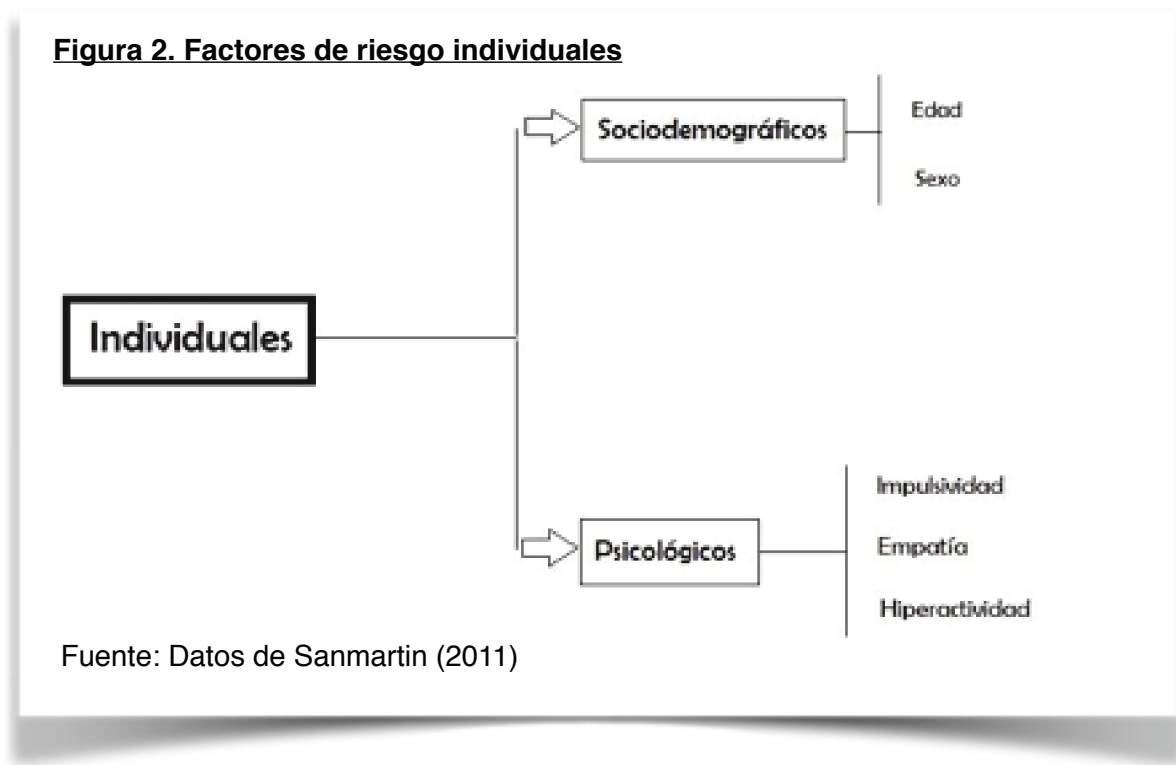 Figura 2. Factores de riesgo individuales
Sociodemográficos
Edad
Sexo
Individuales
Psicológicos
Impulsividad
Empatía
Hiperactividad
Fuente: Datos de Sanmartin (2011)